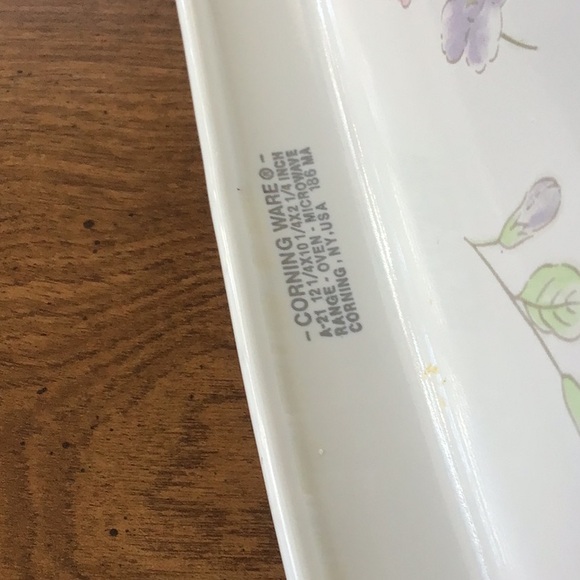 - CORNING WARE® -
A-21 12 1/4X10 1/4X2 1/4 INCH
RANGE - OVEN - MICROWAVE
CORNING , NY, USA 186 MA